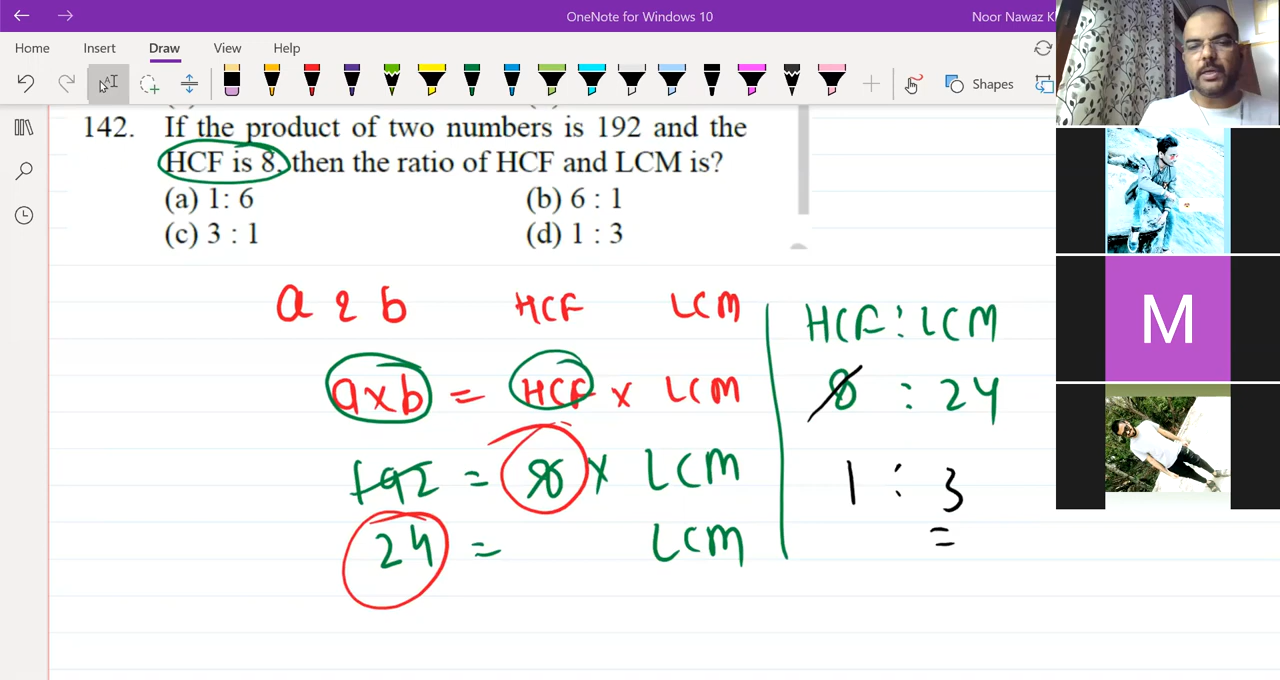 OneNote for Windows 10
Noor Nawaz K
Home Insert Draw View Help
Shapes
142. If the product of two numbers is 192 and the
HCF is 8, then the ratio of HCF and LCM is?
(a) 1: 6 (b) 6 : 1
(c) 3 : 1 (d) 1 : 3
a & b HCF LCM
a x b = HCF x LCM
192 = 8 x LCM
24 = LCM
HCF : LCM
8 : 24
1 : 3
=
M